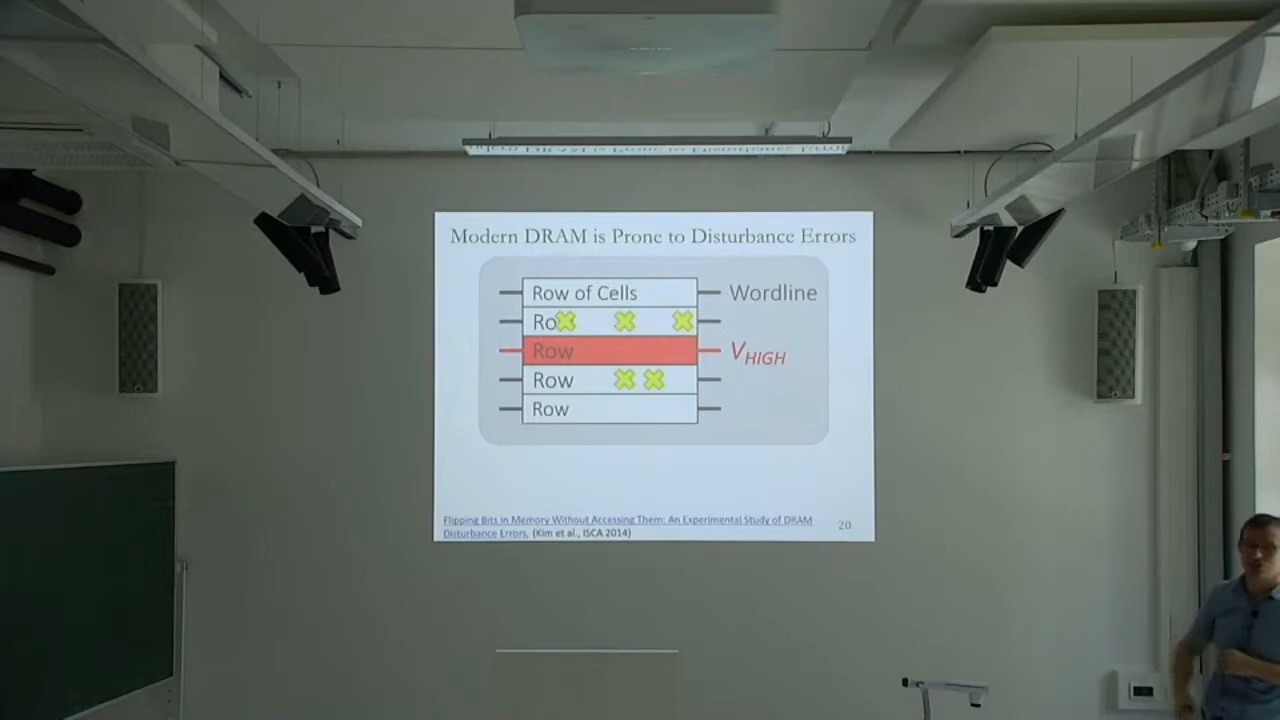 Modern DRAM is Prone to Disturbance Errors
Row of Cells
Wordline
Ro
Row
VHIGH
Row
Row
Flipping Bits in Memory Without Accessing Them: An Experimental Study of DRAM
Disturbance Errors, (Kim et al., ISCA 2014)
20